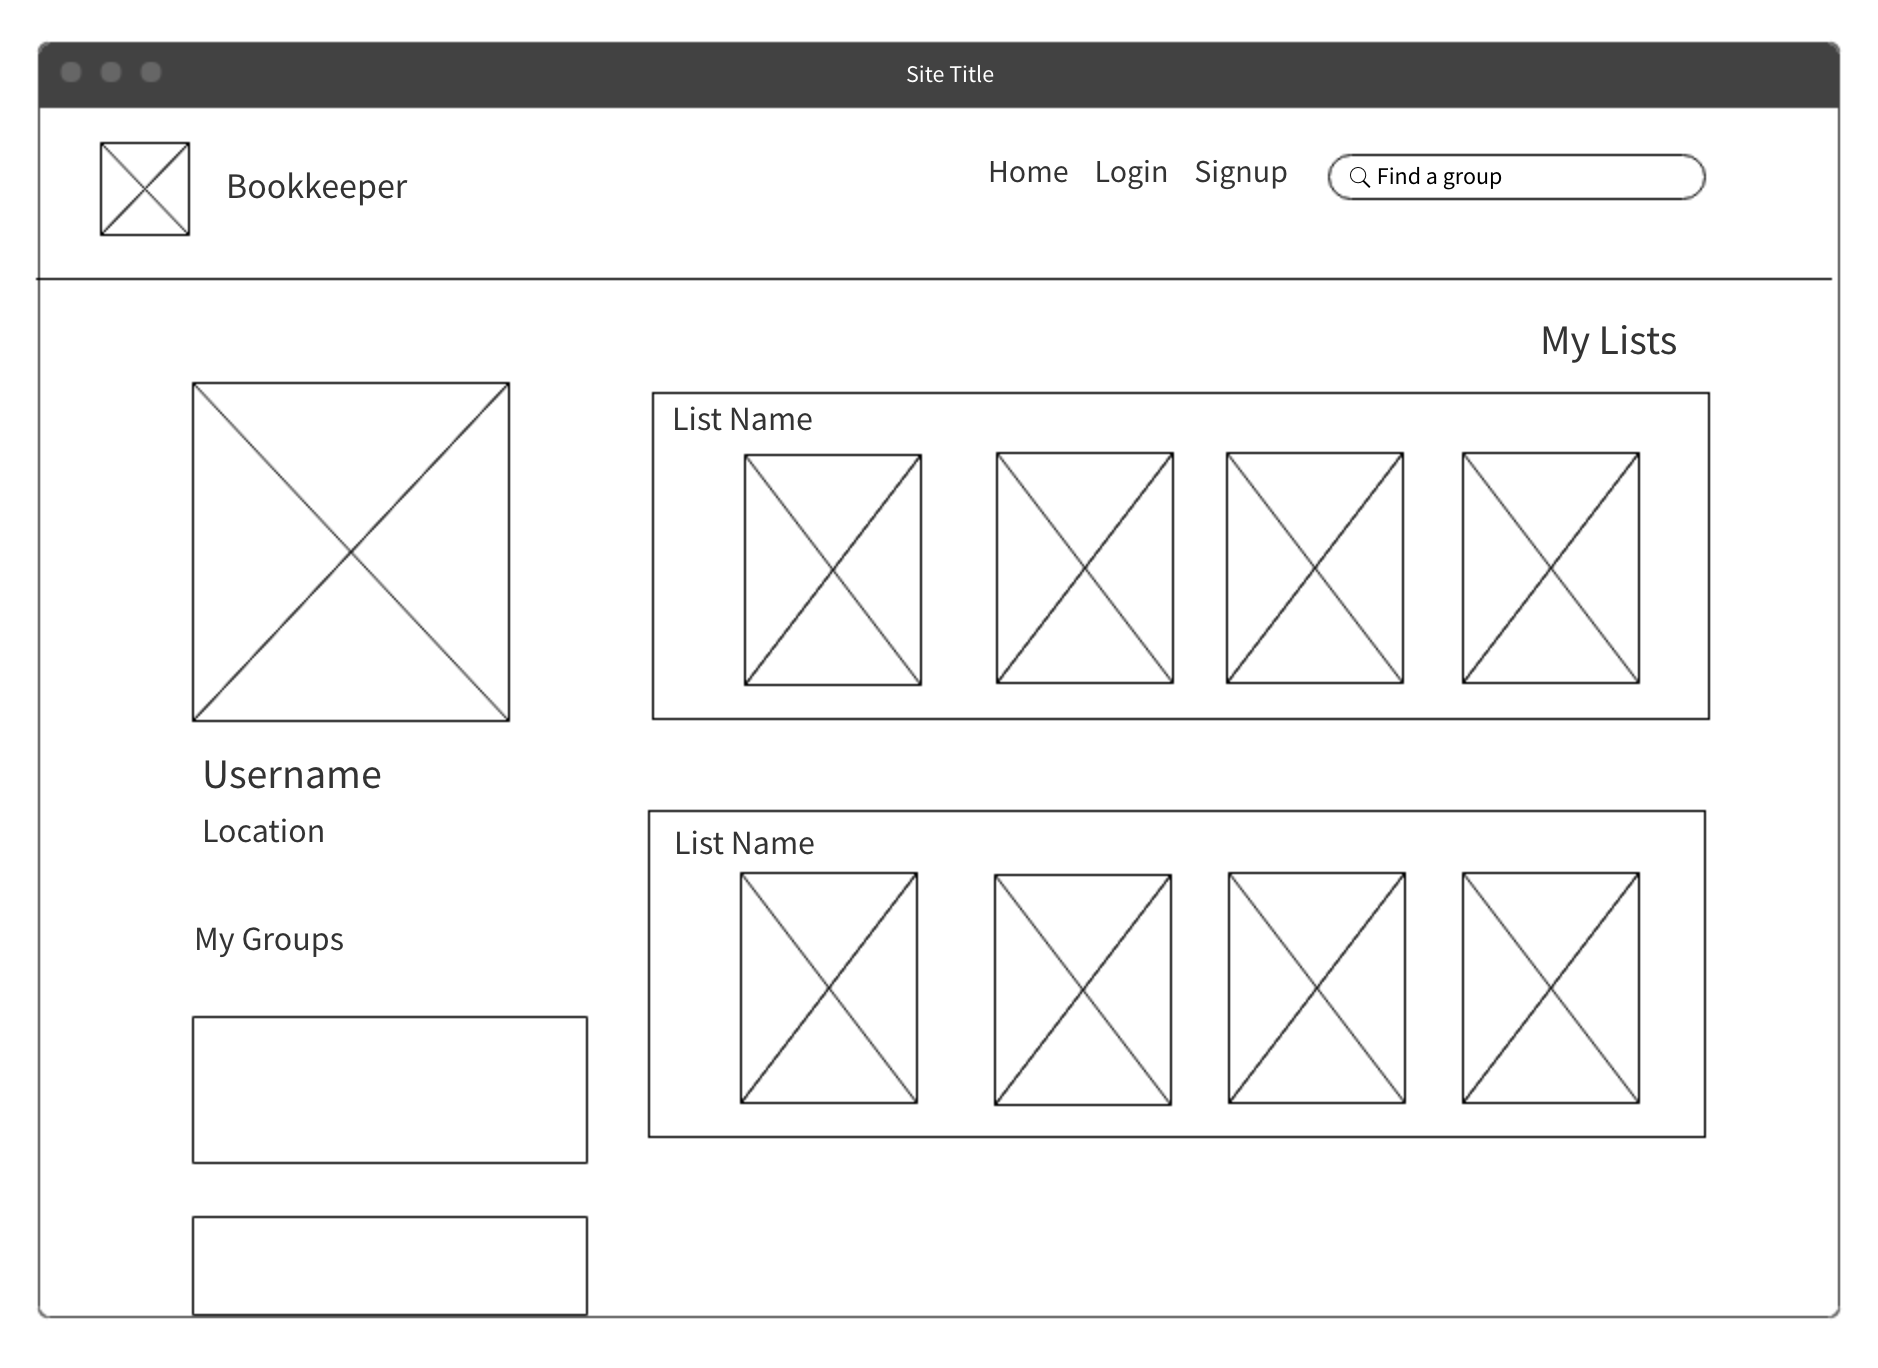 Site Title
Bookkeeper
Home Login Signup
Find a group
My Lists
List Name
Username
Location
List Name
My Groups